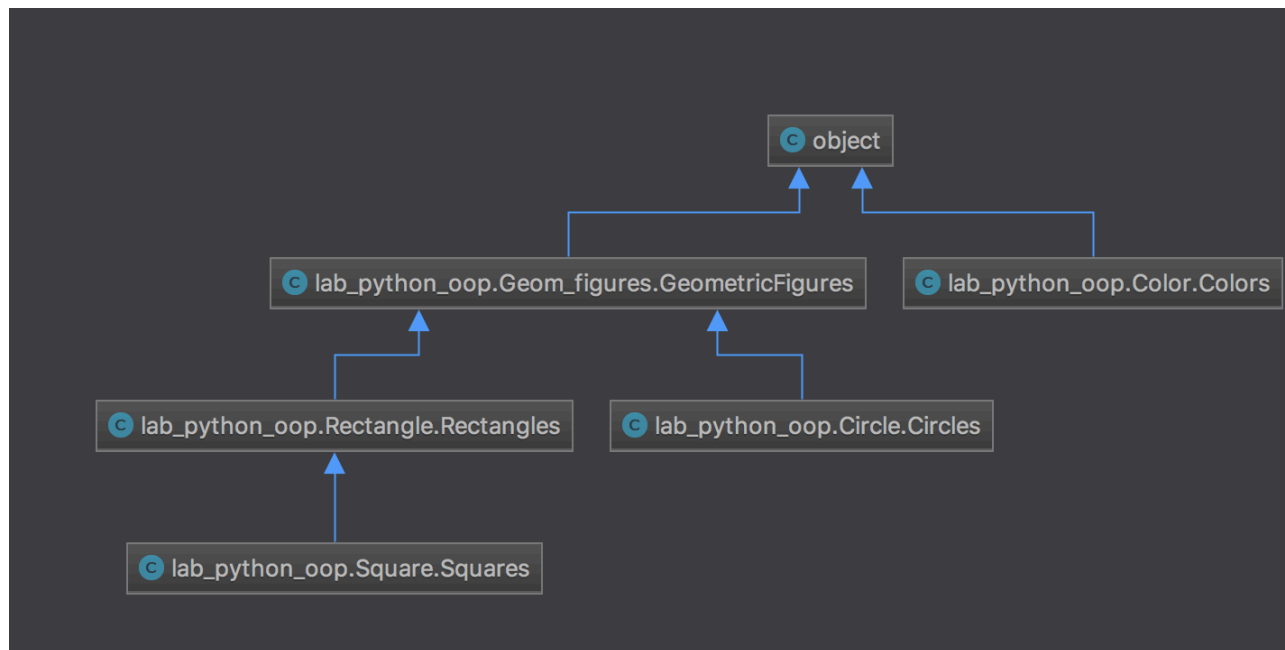 C object
C lab_python_oop.Geom_figures.GeometricFigures
C lab_python_oop.Color.Colors
C lab_python_oop.Rectangle.Rectangles
C lab_python_oop.Circle.Circles
C lab_python_oop.Square.Squares